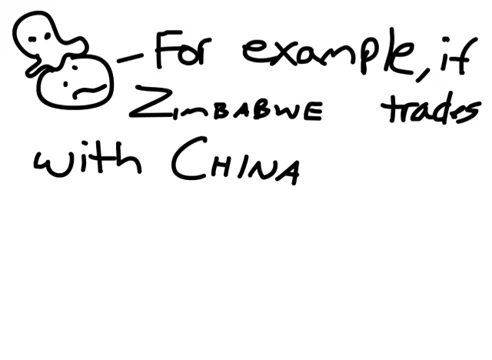 – For example, if
ZIMBABWE trades
with CHINA